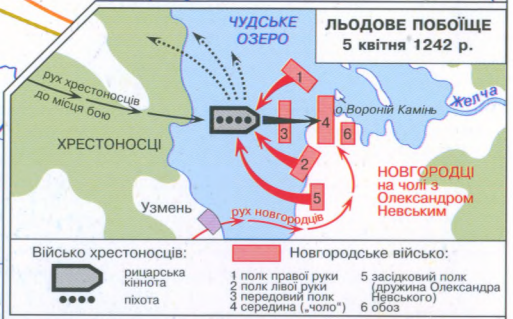 ЧУДСЬКЕ
ОЗЕРО
ЛЬОДОВЕ ПОБОЇЩЕ
5 квітня 1242 р.
рух хрестоносців
до місця бою
ХРЕСТОНОСЦІ
1
3
4
6
2
5
о.Вороній Камінь
Желча
НОВГОРОДЦІ
на чолі з
Олександром
Невським
Узмень
рух новгородців
Військо хрестоносців:
рицарська
кіннота
піхота
Новгородське військо:
1 полк правої руки
2 полк лівої руки
3 передовий полк
4 середина („чоло")
5 засідковий полк
(дружина Олександра
Невського)
6 обоз